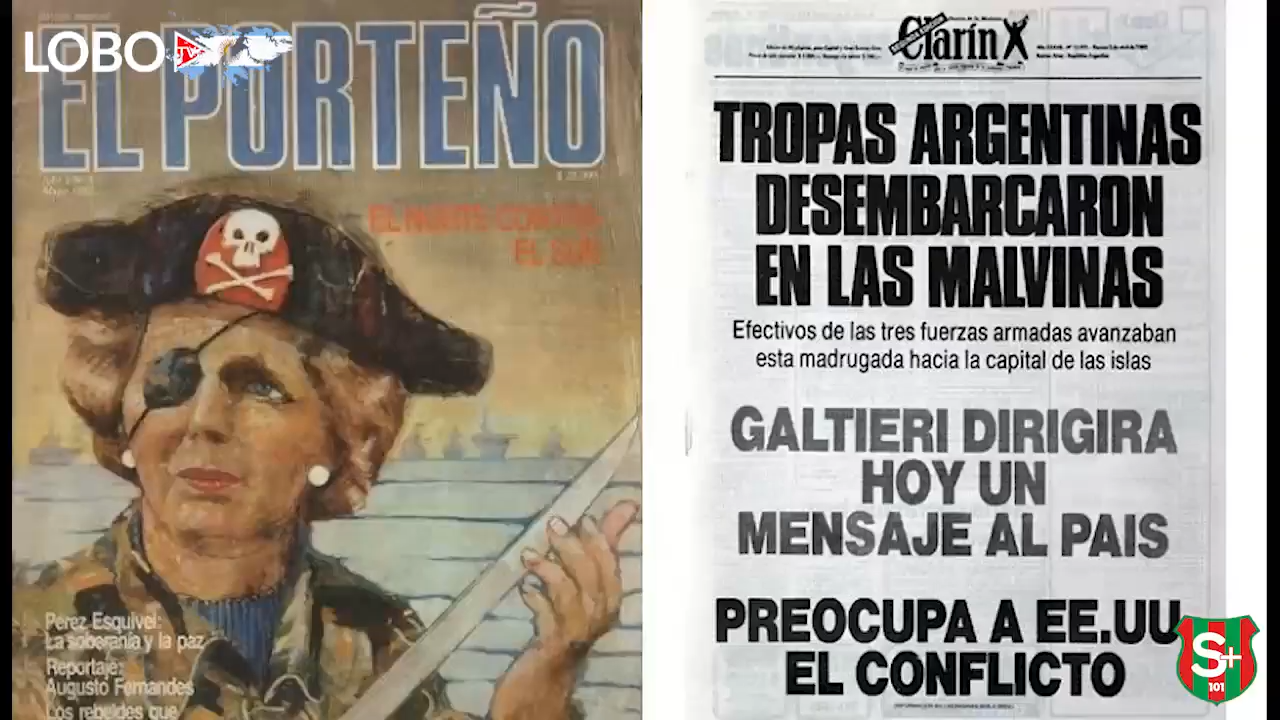 LOBO
TV
EL PORTEÑO
EL NORTE CONTRA
EL SUR
Perez Esquivel:
La soberanía y la paz
Reportaje:
Augusto Fernandes
Los rebeldes que
Clarín
TROPAS ARGENTINAS
DESEMBARCARON
EN LAS MALVINAS
Efectivos de las tres fuerzas armadas avanzaban
esta madrugada hacia la capital de las islas
GALTIERI DIRIGIRA
HOY UN
MENSAJE AL PAIS
PREOCUPA A EE.UU
EL CONFLICTO
S+
101